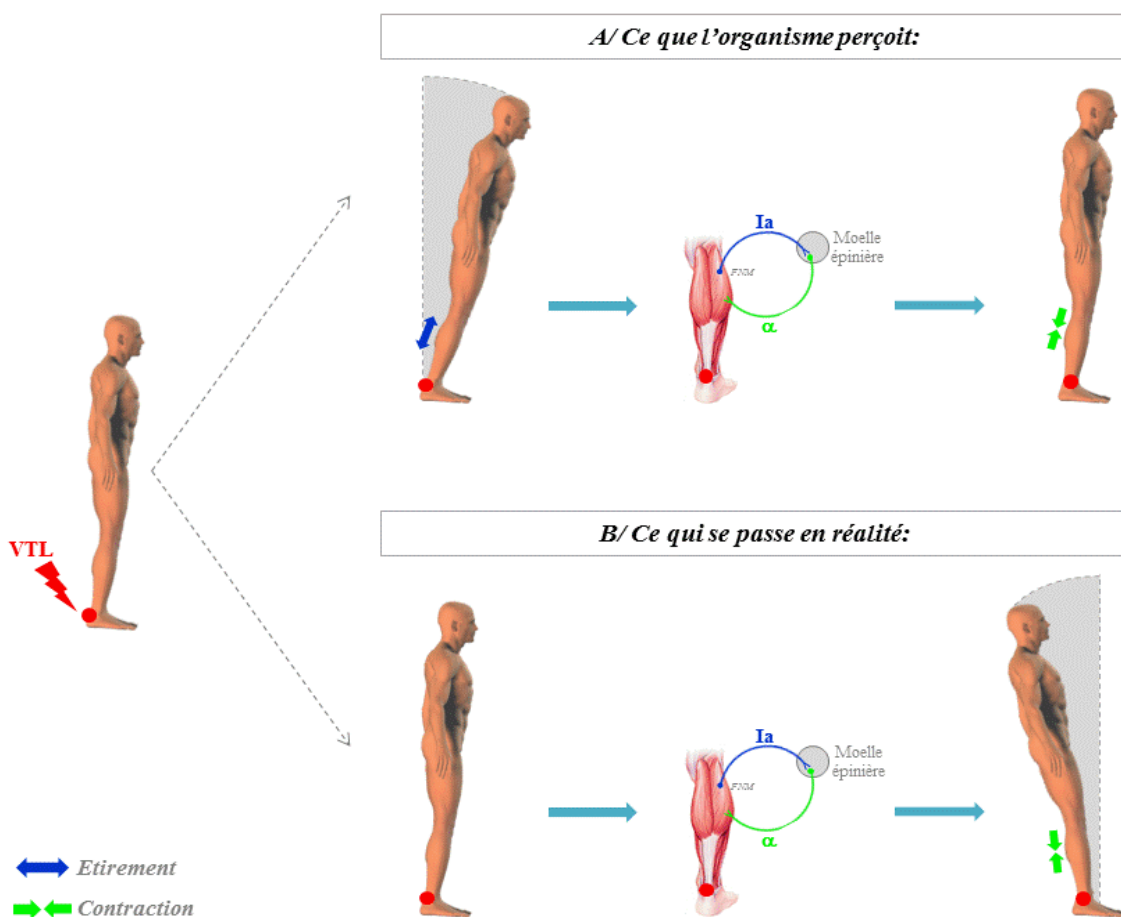 A/ Ce que l'organisme perçoit:
Ia
Moelle
épinière
FNM
α
VTL
B/ Ce qui se passe en réalité:
Ia
Moelle
épinière
FNM
α
Etirement
Contraction